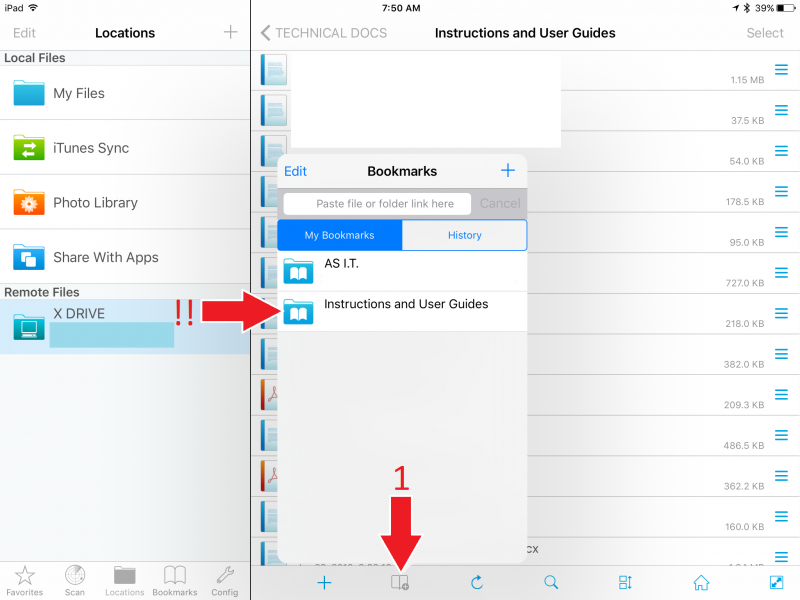 iPad
7:50 AM
39%
Edit
Locations
Local Files
My Files
iTunes Sync
Photo Library
Share With Apps
Remote Files
X DRIVE
!!
Favorites
Scan
Locations
Bookmarks
Config
TECHNICAL DOCS
Instructions and User Guides
Select
1.15 MB
37.5 KB
54.0 KB
178.5 KB
95.0 KB
727.0 KB
218.0 KB
382.0 KB
209.3 KB
486.5 KB
362.2 KB
160.0 KB
Edit
Bookmarks
Paste file or folder link here
Cancel
My Bookmarks
History
AS I.T.
Instructions and User Guides
1
cx